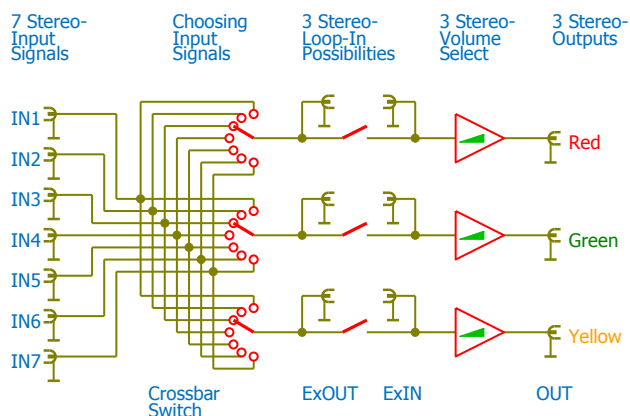 7 Stereo-
Input
Signals
Choosing
Input
Signals
3 Stereo-
Loop-In
Possibilities
3 Stereo-
Volume
Select
3 Stereo-
Outputs
IN1
IN2
IN3
IN4
IN5
IN6
IN7
Red
Green
Yellow
Crossbar
Switch
ExOUT
ExIN
OUT